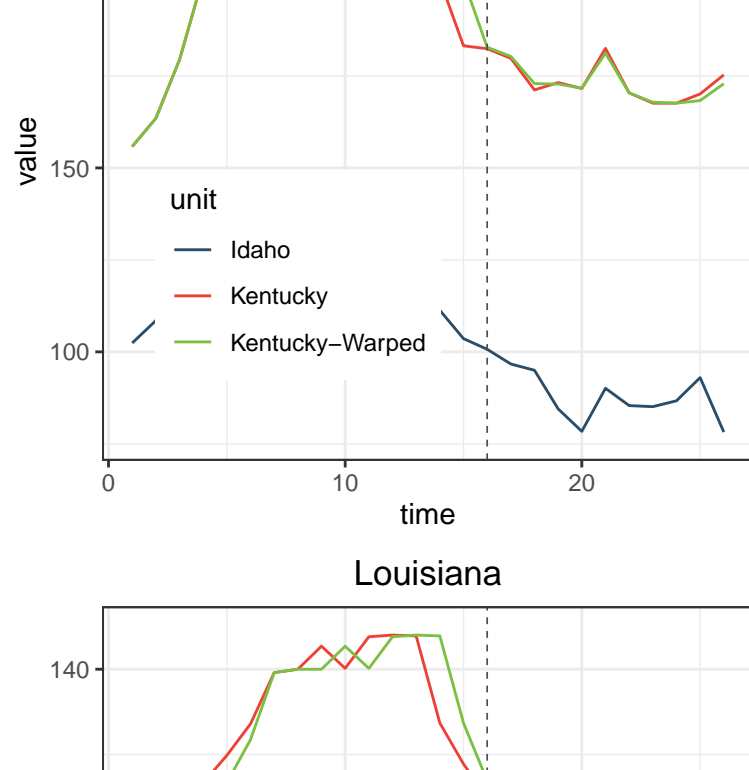 value
150
100
unit
Idaho
Kentucky
Kentucky−Warped
0 10 20
time
Louisiana
140